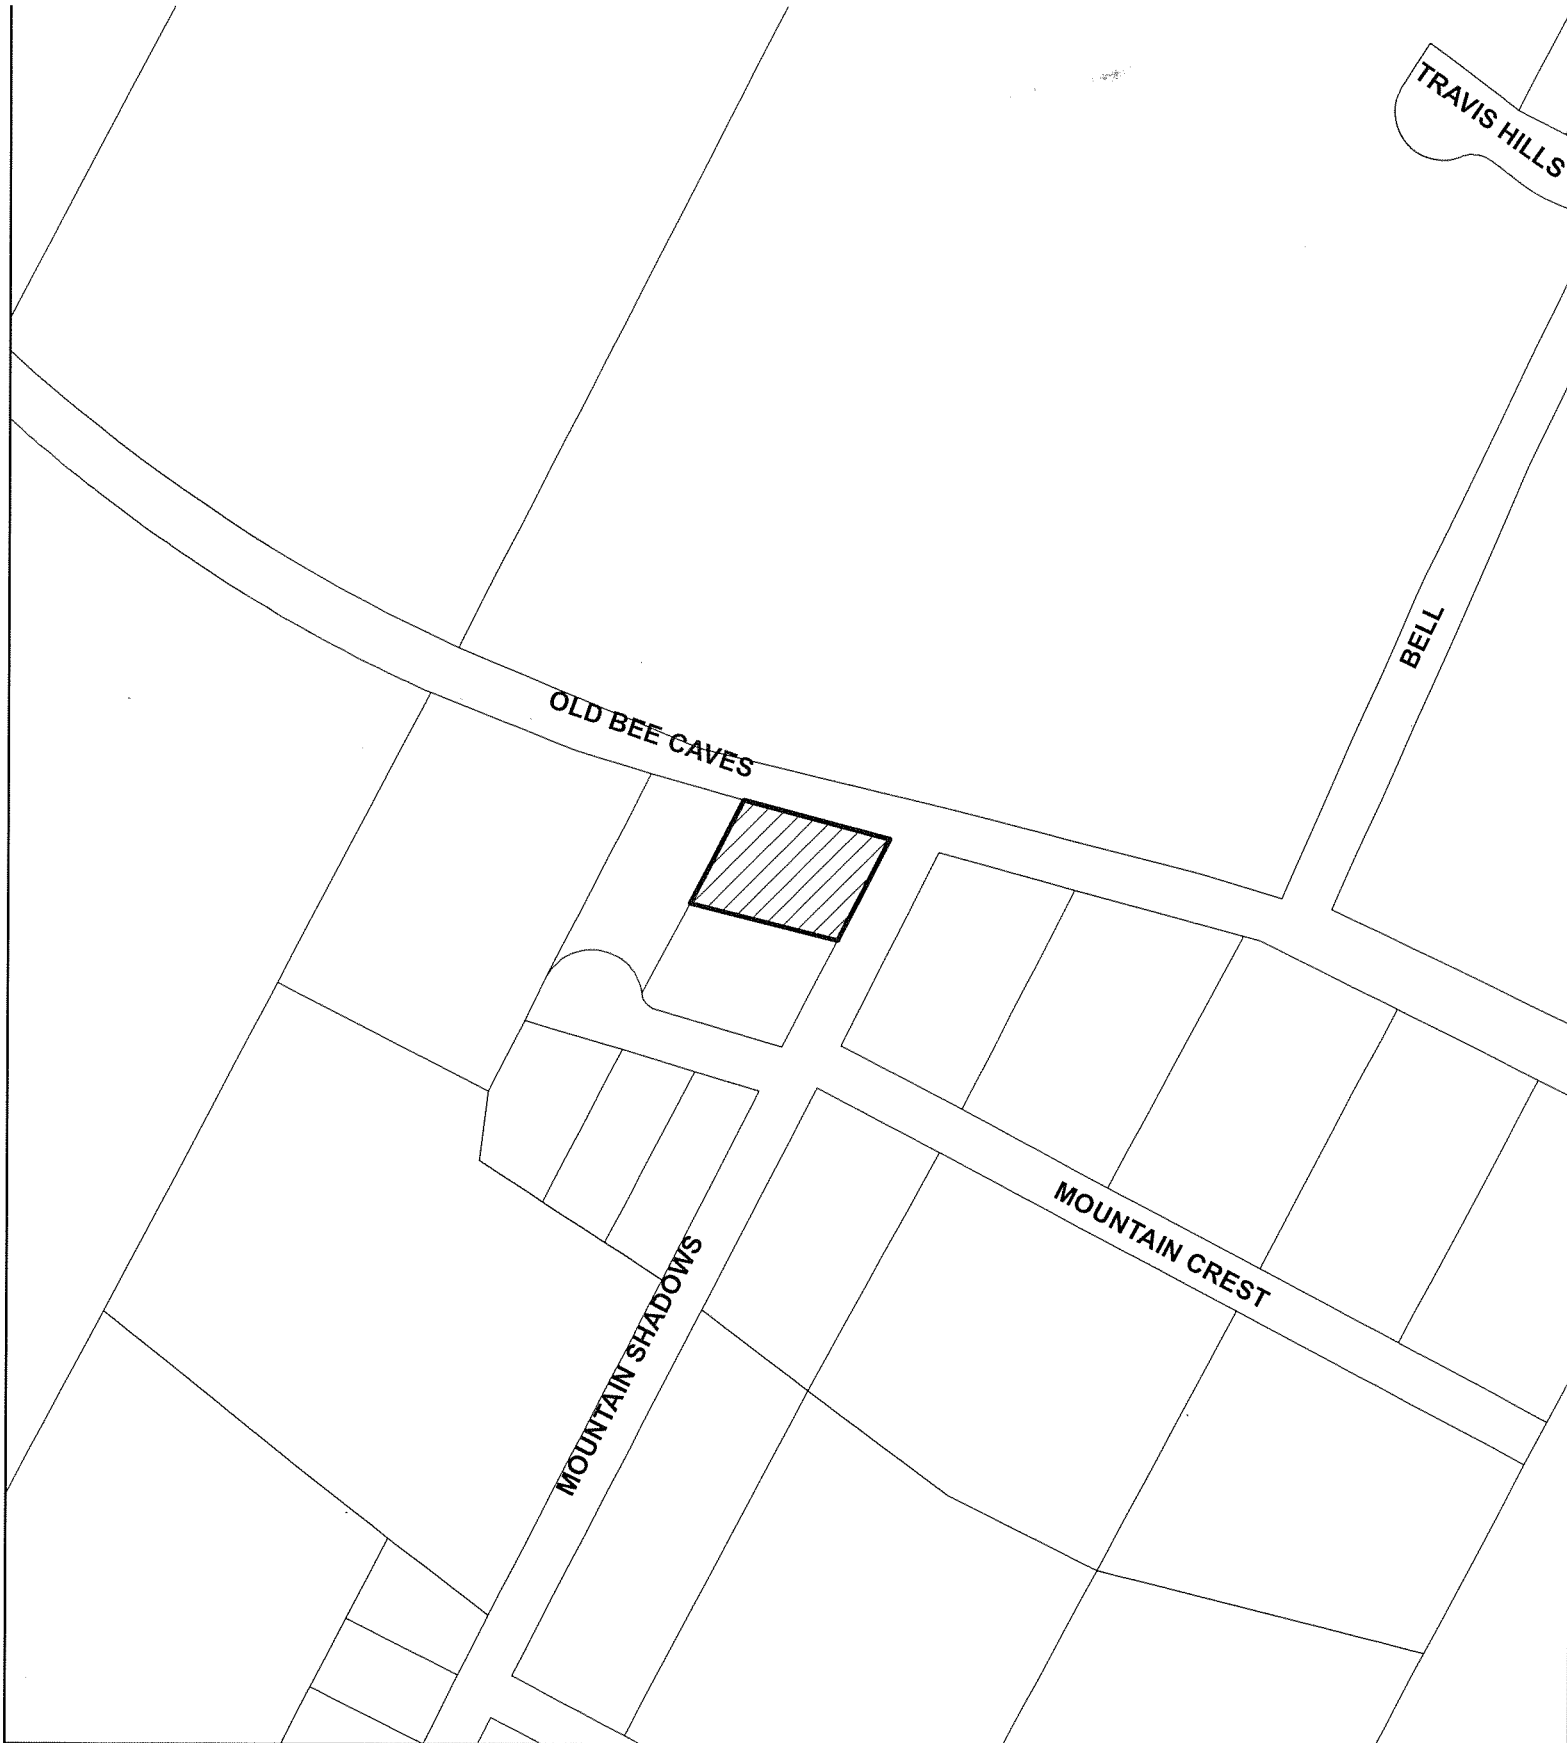 TRAVIS HILLS
BELL
OLD BEE CAVES
MOUNTAIN CREST
MOUNTAIN SHADOWS